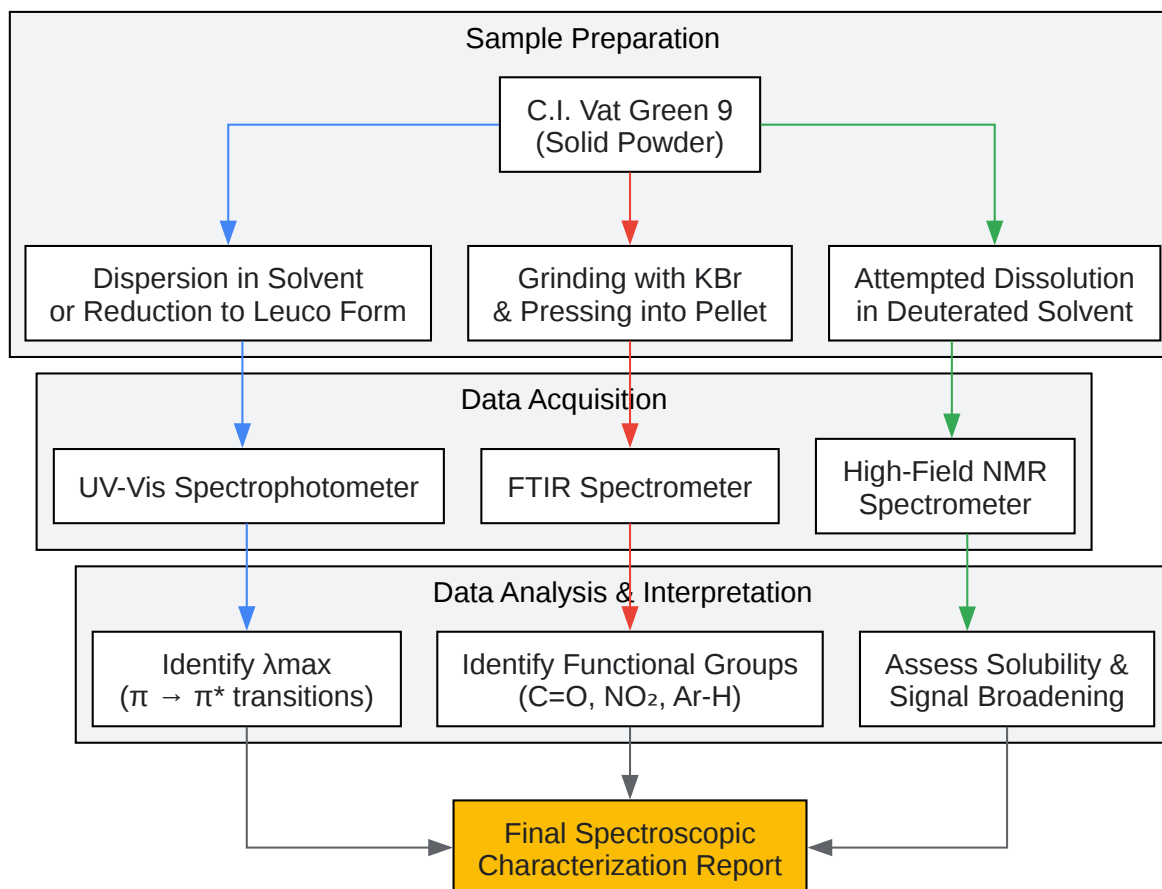 Sample Preparation
C.I. Vat Green 9
(Solid Powder)
Dispersion in Solvent
or Reduction to Leuco Form
Grinding with KBr
& Pressing into Pellet
Attempted Dissolution
in Deuterated Solvent
Data Acquisition
UV-Vis Spectrophotometer
FTIR Spectrometer
High-Field NMR
Spectrometer
Data Analysis & Interpretation
Identify λmax
(π → π* transitions)
Identify Functional Groups
(C=O, NO₂, Ar-H)
Assess Solubility &
Signal Broadening
Final Spectroscopic
Characterization Report